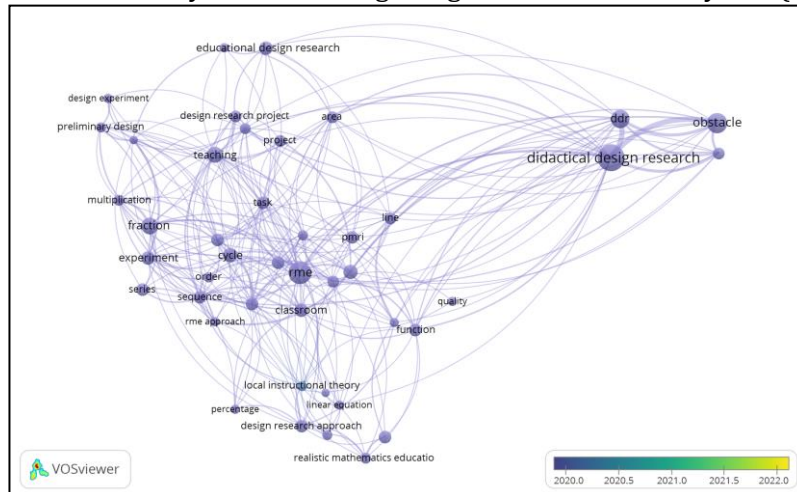 educational design research
design experiment
design research project
area
preliminary design
project
teaching
ddr
obstacle
didactical design research
multiplication
task
fraction
line
pmri
experiment
cycle
order
rme
series
sequence
quality
rme approach
classroom
function
local instructional theory
percentage
linear equation
design research approach
realistic mathematics educatio
VOSviewer
2020.0 2020.5 2021.0 2021.5 2022.0